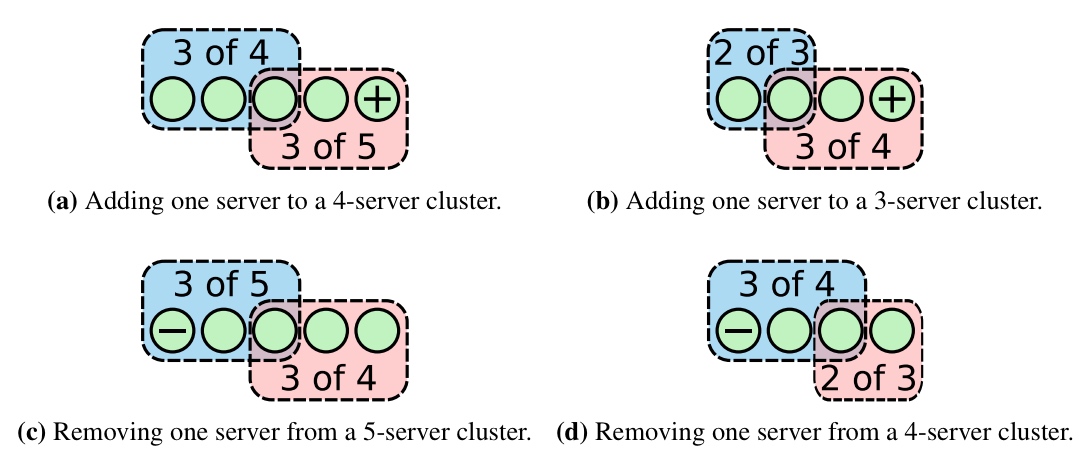 3 of 4
+
3 of 5
(a) Adding one server to a 4-server cluster.
2 of 3
+
3 of 4
(b) Adding one server to a 3-server cluster.
3 of 5
−
3 of 4
(c) Removing one server from a 5-server cluster.
3 of 4
−
2 of 3
(d) Removing one server from a 4-server cluster.